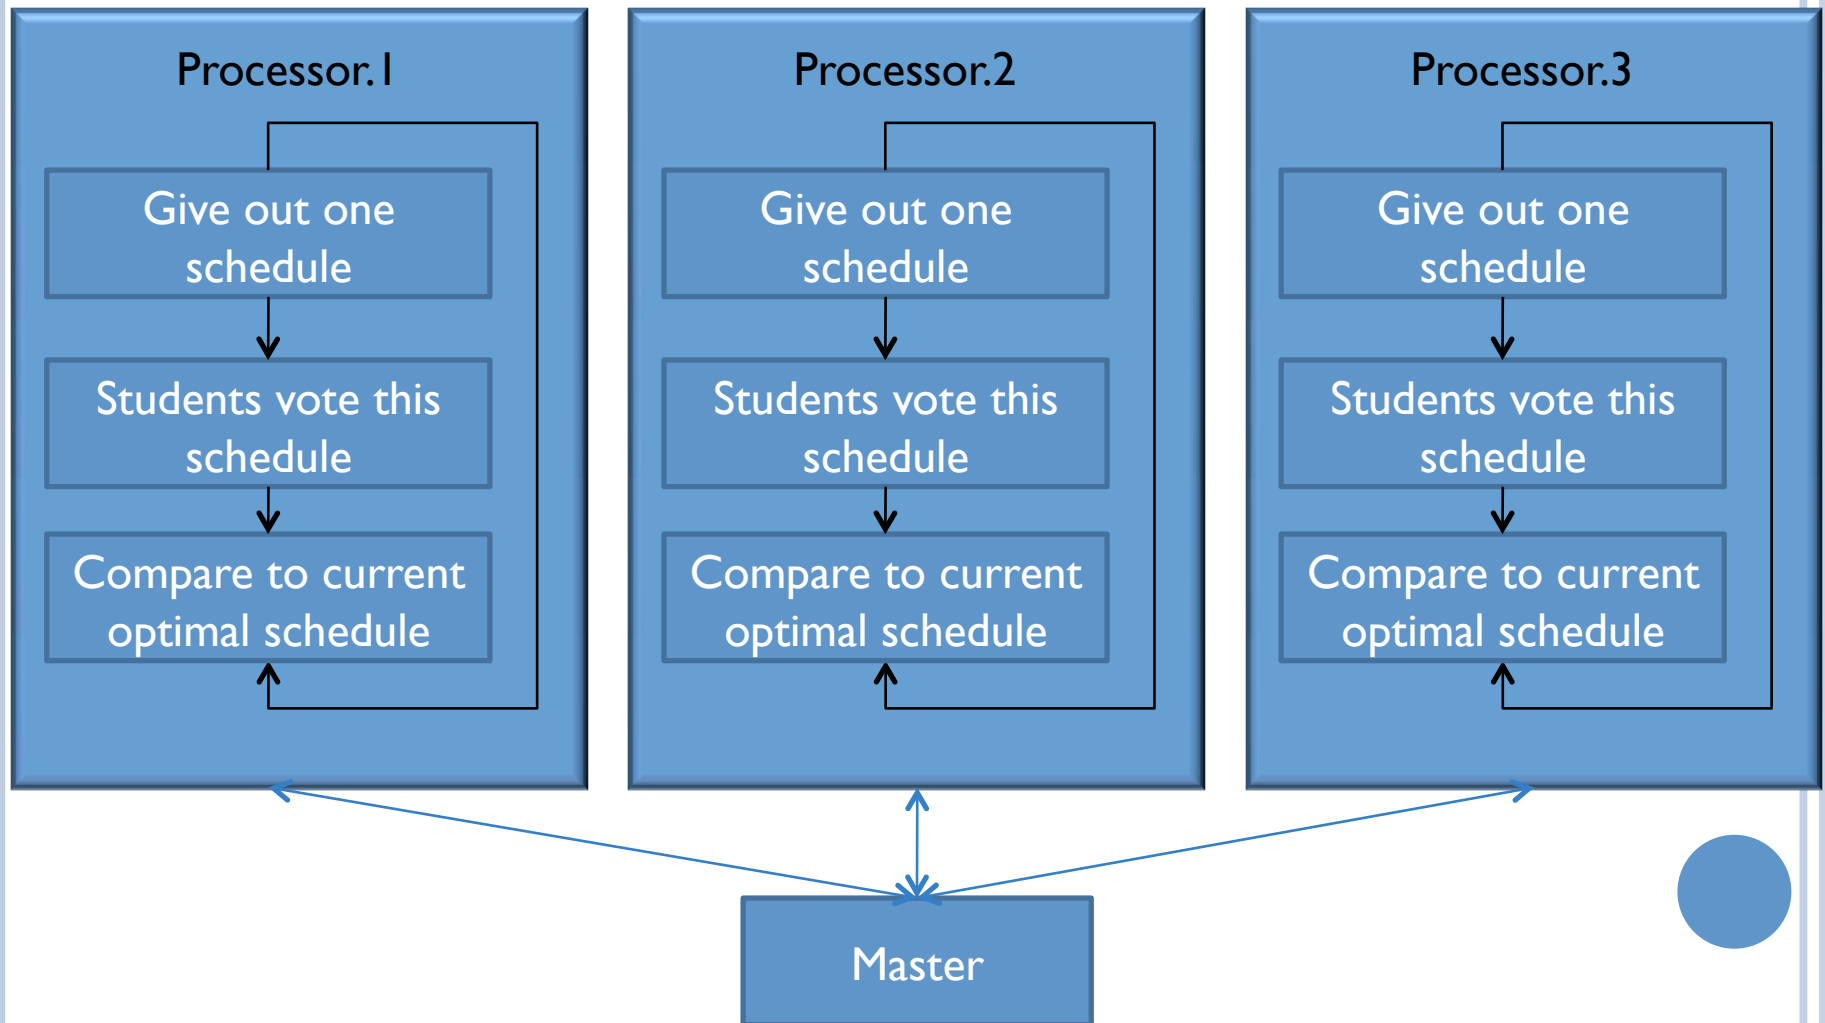 Processor.1
Give out one
schedule
Students vote this
schedule
Compare to current
optimal schedule
Processor.2
Give out one
schedule
Students vote this
schedule
Compare to current
optimal schedule
Processor.3
Give out one
schedule
Students vote this
schedule
Compare to current
optimal schedule
Master